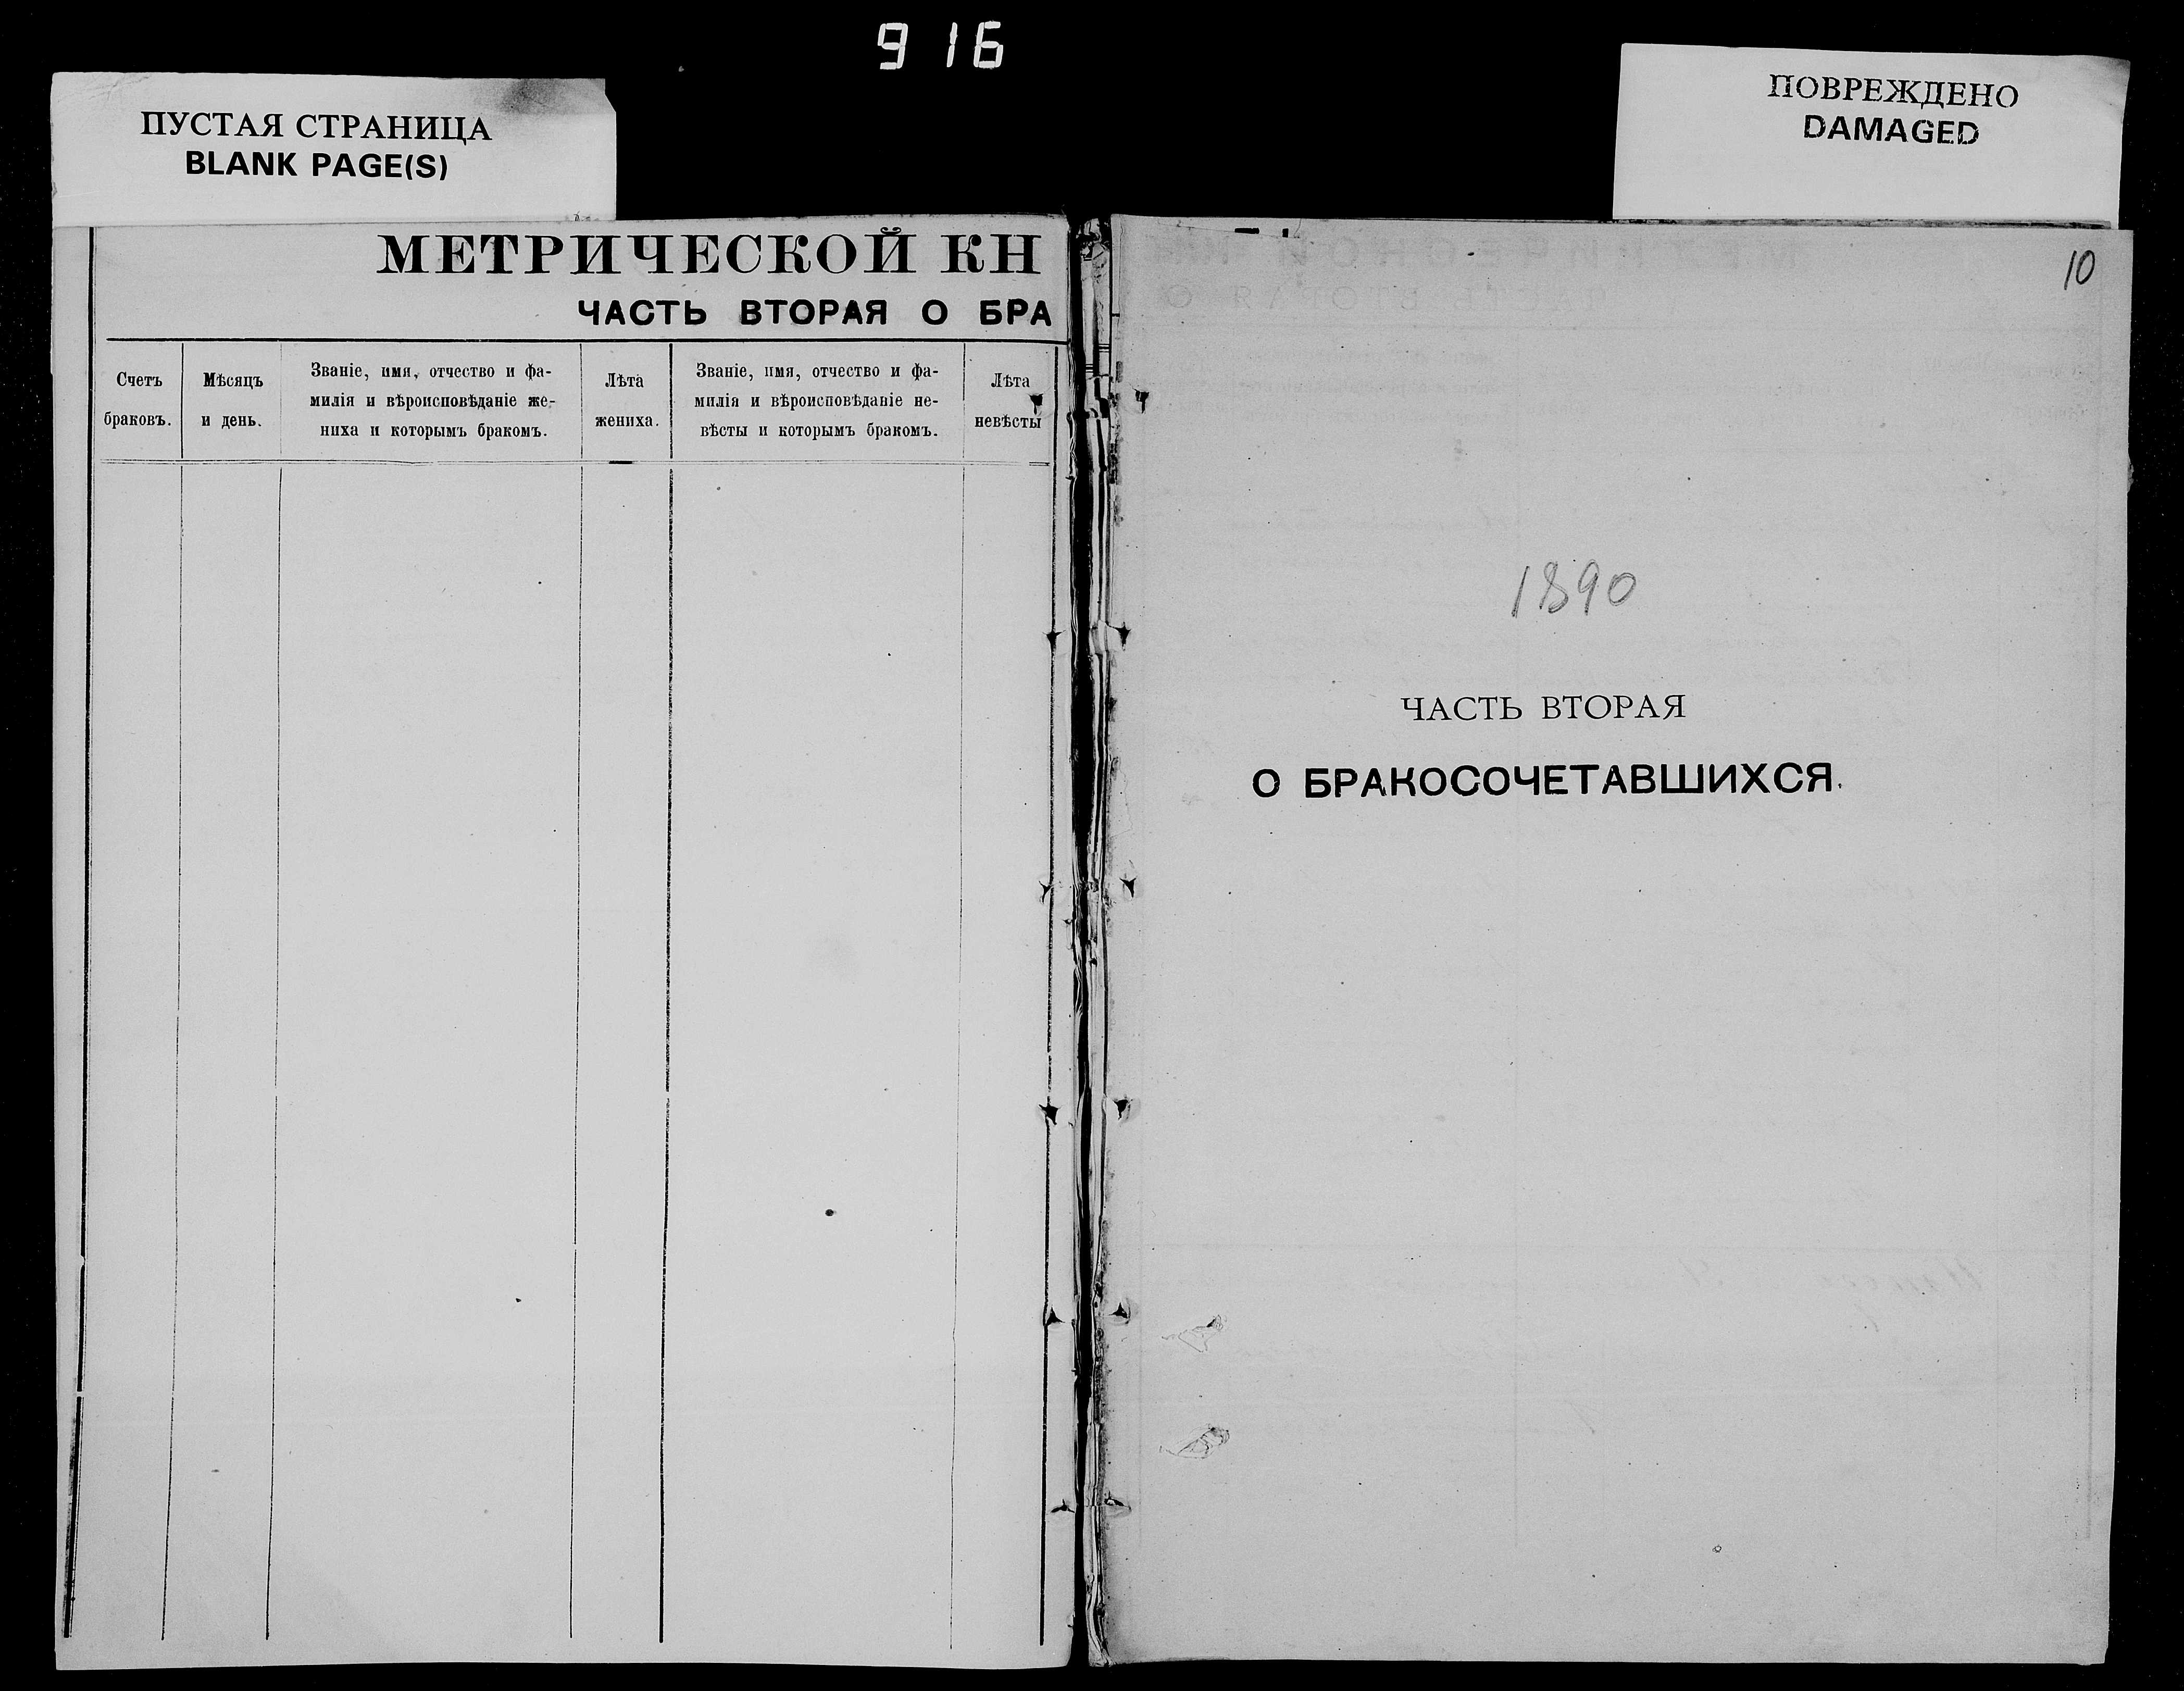 916
ПУСТАЯ СТРАНИЦА
BLANK PAGE(S)
ПОВРЕЖДЕНО
DAMAGED
МЕТРИЧЕСКОЙ КН
ЧАСТЬ ВТОРАЯ О БРА
Счетъ
браковъ.
Мѣсяцъ
и день.
Званіе, имя, отчество и фа-
милія и вѣроисповѣданіе же-
ниха и которымъ бракомъ.
Лѣта
жениха.
Званіе, имя, отчество и фа-
милія и вѣроисповѣданіе не-
вѣсты и которымъ бракомъ.
Лѣта
невѣсты
10
1890
ЧАСТЬ ВТОРАЯ
О БРАКОСОЧЕТАВШИХСЯ.